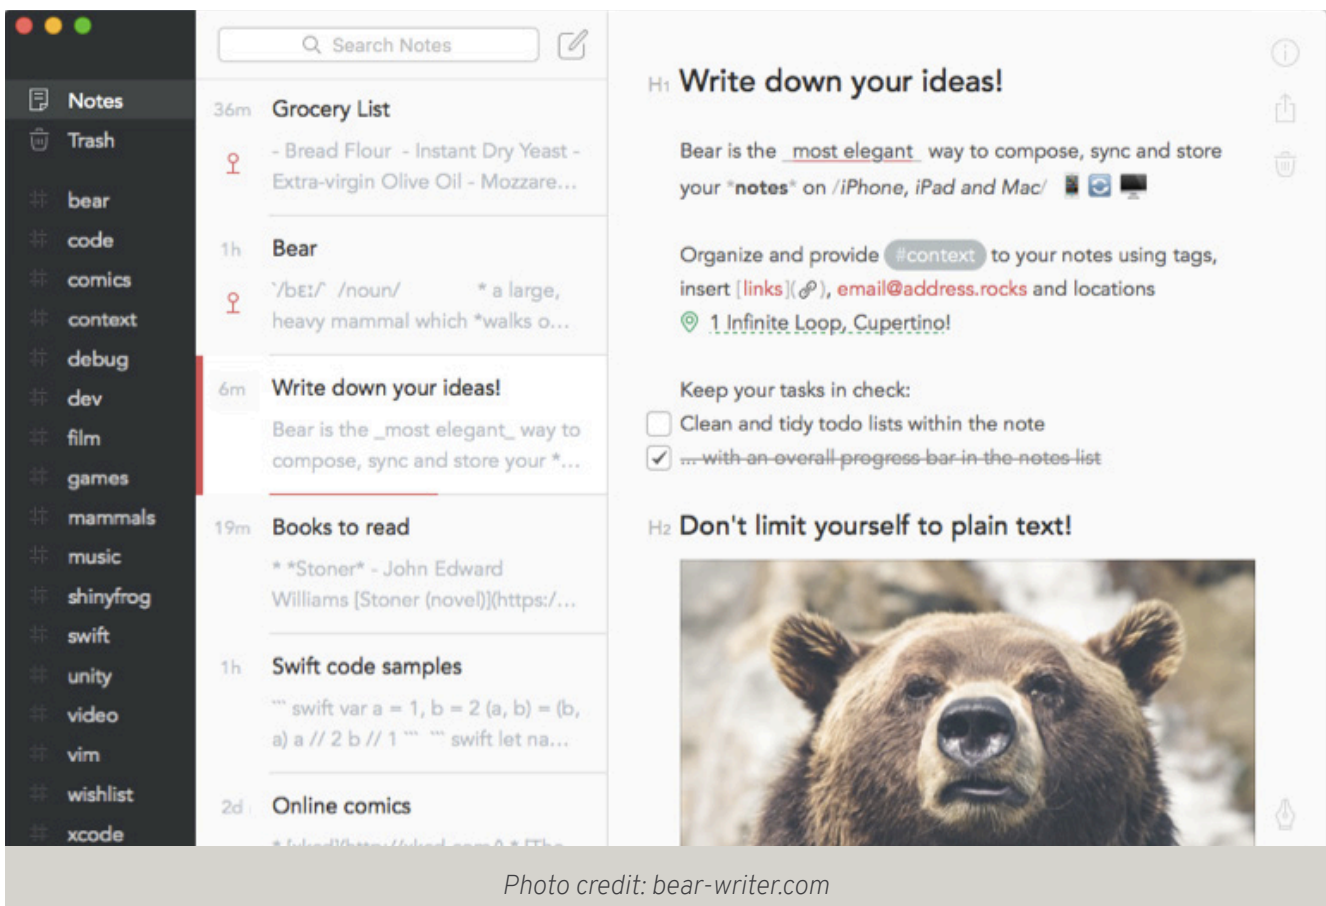 Notes
Trash
bear
code
comics
context
debug
dev
film
games
mammals
music
shinyfrog
swift
unity
video
vim
wishlist
xcode
Search Notes
36m Grocery List
- Bread Flour - Instant Dry Yeast -
Extra-virgin Olive Oil - Mozzare...
1h Bear
`/bɛː/` /noun/ * a large,
heavy mammal which *walks o...
6m Write down your ideas!
Bear is the _most elegant_ way to
compose, sync and store your *...
19m Books to read
* *Stoner* - John Edward
Williams [Stoner (novel)](https:/...
1h Swift code samples
``` swift var a = 1, b = 2 (a, b) = (b,
a) a // 2 b // 1 ``` ``` swift let na...
2d Online comics
* [xkcd](http://xkcd.com/) * [The
H1 Write down your ideas!
Bear is the _most elegant_ way to compose, sync and store
your *notes* on /iPhone, iPad and Mac/ 📱 🔄 🖥
Organize and provide #context to your notes using tags,
insert [links](🔗), email@address.rocks and locations
1 Infinite Loop, Cupertino!
Keep your tasks in check:
Clean and tidy todo lists within the note
... with an overall progress bar in the notes list
H2 Don't limit yourself to plain text!
Photo credit: bear-writer.com